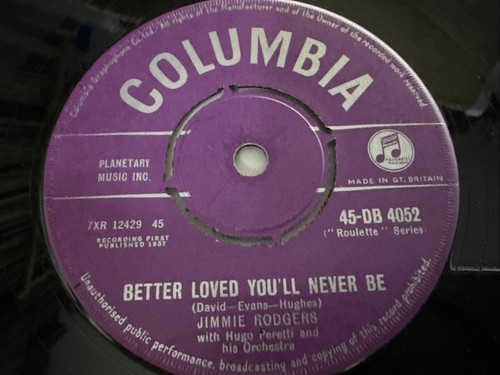 Columbia Graphophone Co. Ltd. All rights of the Manufacturer and of the Owner of the recorded work reserved.
COLUMBIA
PLANETARY
MUSIC INC.
MADE IN GT. BRITAIN
7XR 12429 45
RECORDING FIRST
PUBLISHED 1957
45-DB 4052
("Roulette" Series)
BETTER LOVED YOU'LL NEVER BE
(David—Evans—Hughes)
JIMMIE RODGERS
with Hugo Peretti and
his Orchestra
Unauthorised public performance, broadcasting and copying of this record prohibited.